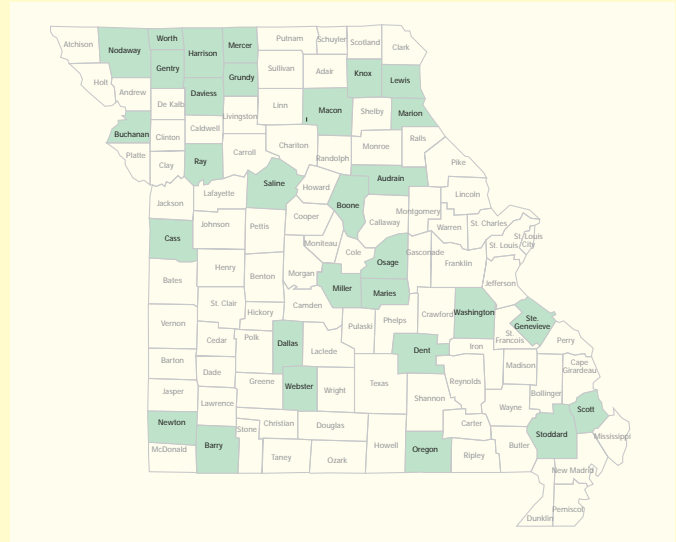 Atchison
Nodaway
Worth
Harrison
Mercer
Putnam
Schuyler
Scotland
Clark
Gentry
Grundy
Sullivan
Adair
Knox
Lewis
Holt
Andrew
De Kalb
Daviess
Livingston
Linn
Macon
Shelby
Marion
Buchanan
Clinton
Caldwell
Carroll
Chariton
Randolph
Monroe
Ralls
Pike
Platte
Clay
Ray
Saline
Howard
Boone
Audrain
Lincoln
Jackson
Lafayette
Cooper
Callaway
Montgomery
Warren
St. Charles
St. Louis
St. Louis
City
Cass
Johnson
Pettis
Moniteau
Cole
Osage
Gasconade
Franklin
Jefferson
Bates
Henry
Benton
Morgan
Miller
Maries
Crawford
Washington
Ste.
Genevieve
St.
Francois
Perry
Vernon
St. Clair
Hickory
Camden
Pulaski
Phelps
Dent
Iron
Madison
Cape
Girardeau
Cedar
Polk
Dallas
Laclede
Barton
Dade
Greene
Webster
Wright
Texas
Shannon
Reynolds
Wayne
Bollinger
Scott
Jasper
Lawrence
Newton
Christian
Douglas
Howell
Carter
Butler
Stoddard
Mississippi
McDonald
Barry
Stone
Taney
Ozark
Oregon
Ripley
New Madrid
Pemiscot
Dunklin